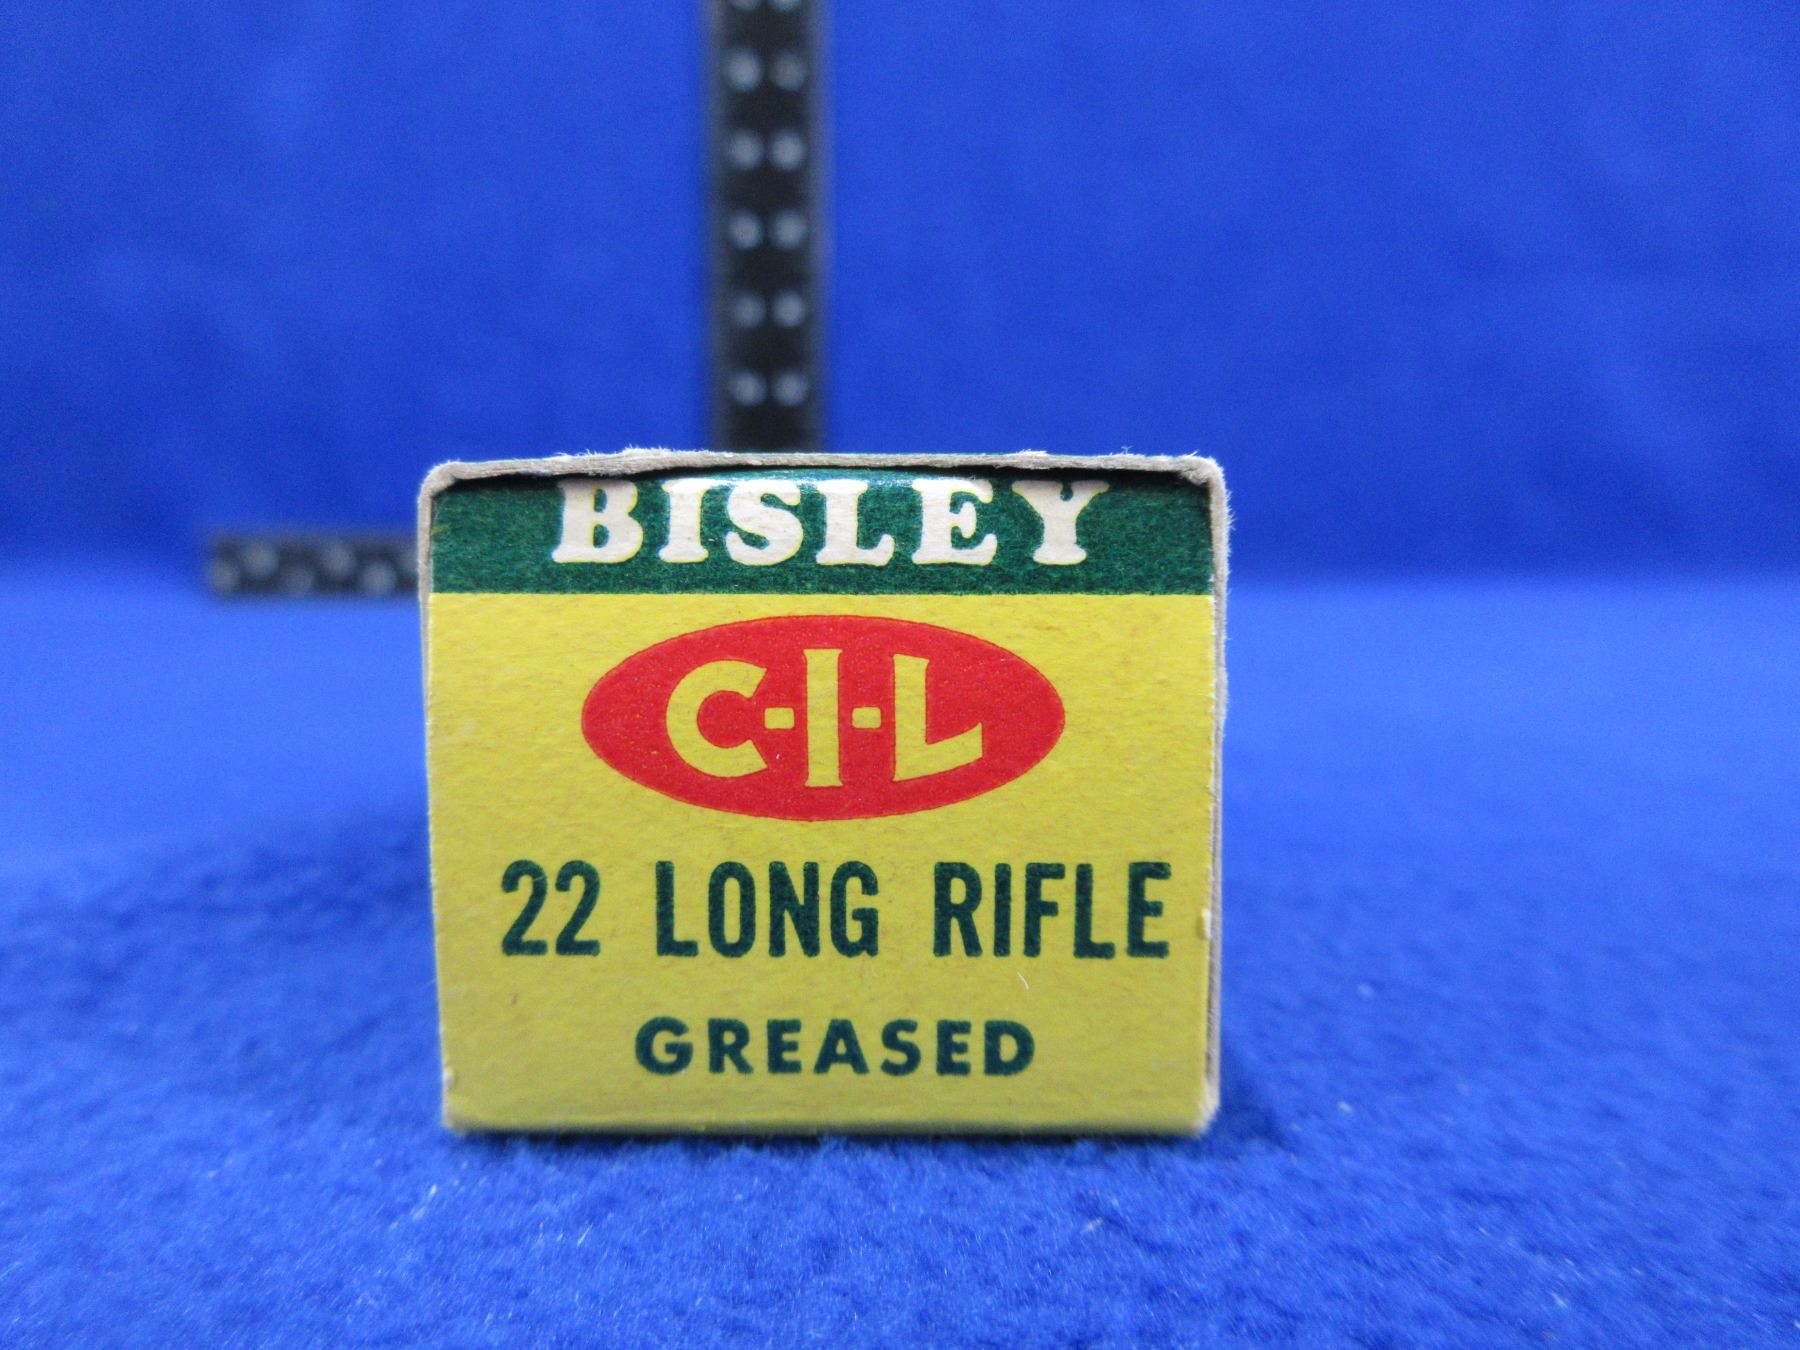 BISLEY
C-I-L
22 LONG RIFLE
GREASED